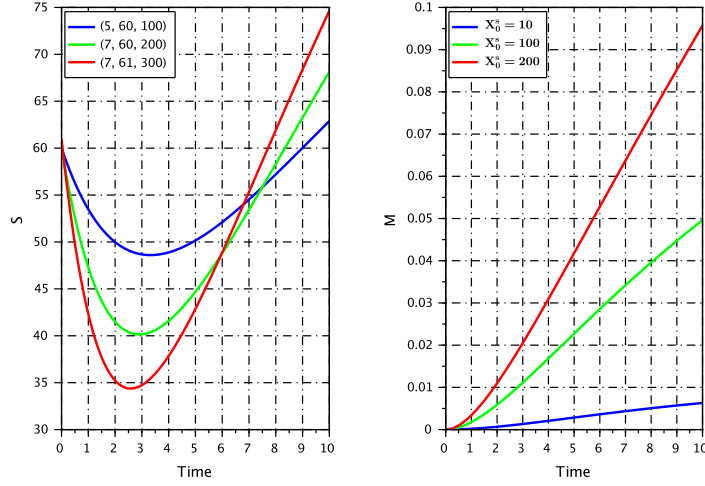 75
70
65
60
55
50
45
40
35
30
S
(5, 60, 100)
(7, 60, 200)
(7, 61, 300)
0 1 2 3 4 5 6 7 8 9 10
Time
0.1
0.09
0.08
0.07
0.06
0.05
0.04
0.03
0.02
0.01
0
M
X₀ˢ = 10
X₀ˢ = 100
X₀ˢ = 200
0 1 2 3 4 5 6 7 8 9 10
Time